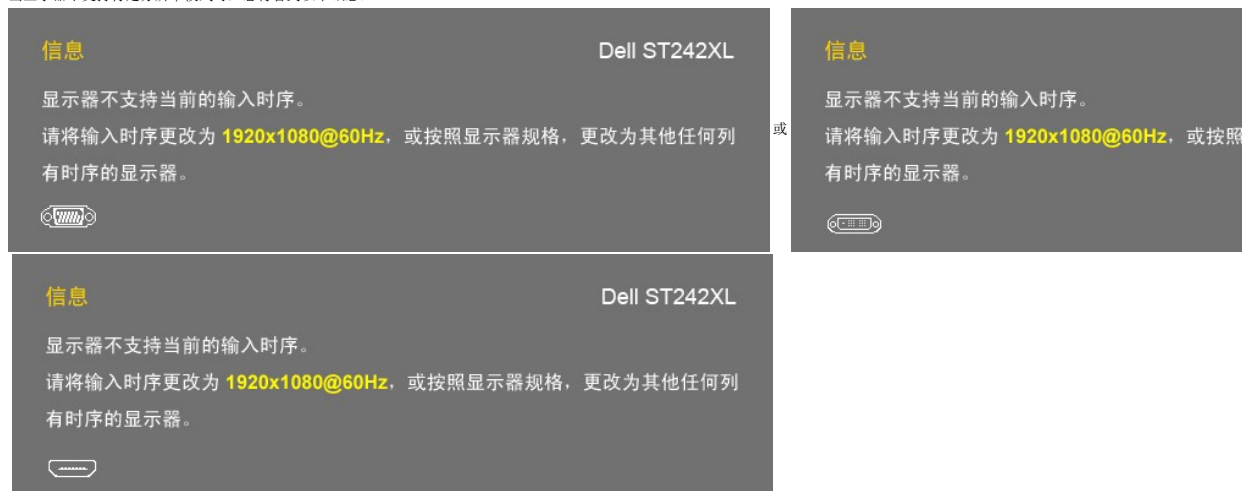 信息 Dell ST242XL
显示器不支持当前的输入时序。
请将输入时序更改为 1920x1080@60Hz，或按照显示器规格，更改为其他任何列
有时序的显示器。
或
信息
显示器不支持当前的输入时序。
请将输入时序更改为 1920x1080@60Hz，或按照
有时序的显示器。
信息 Dell ST242XL
显示器不支持当前的输入时序。
请将输入时序更改为 1920x1080@60Hz，或按照显示器规格，更改为其他任何列
有时序的显示器。